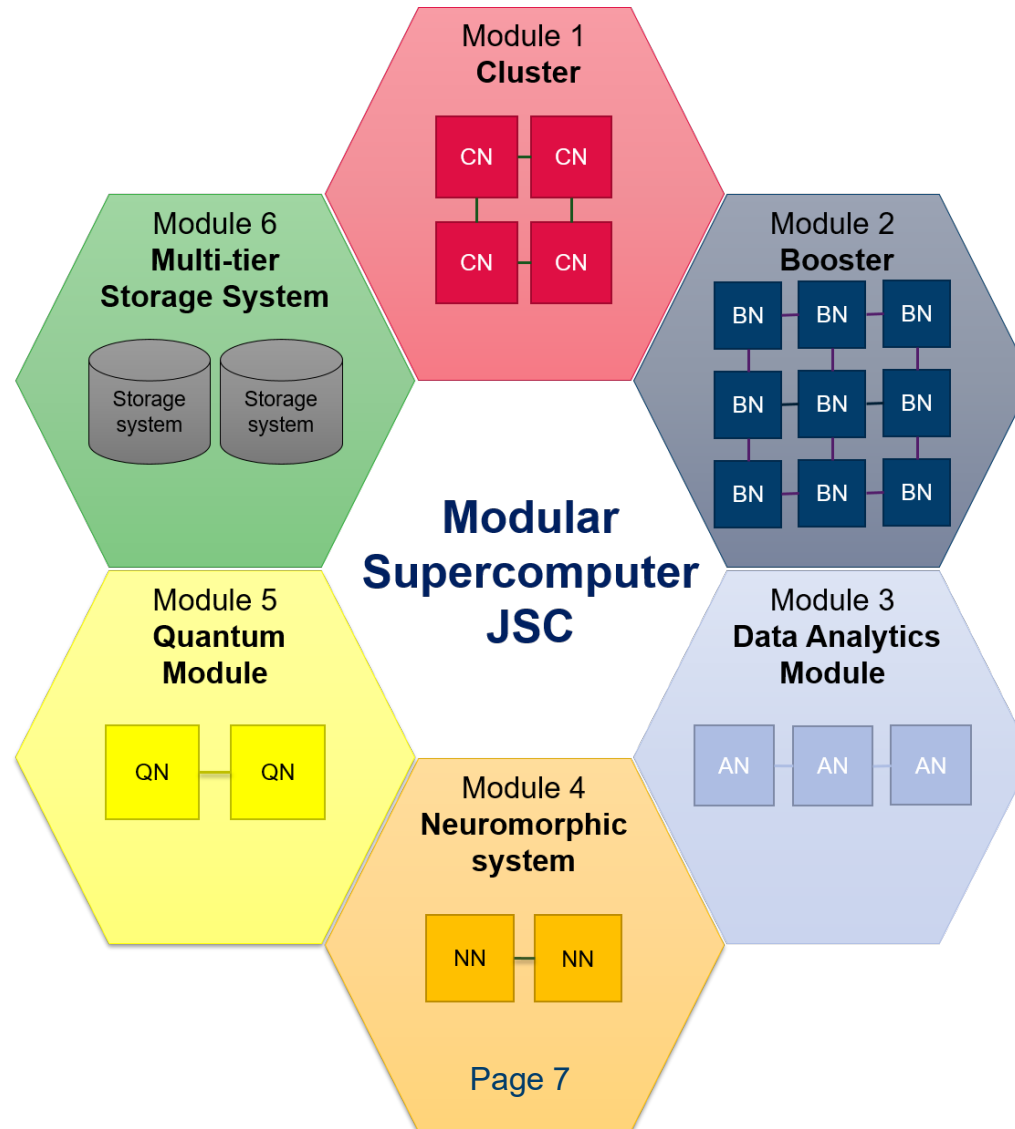 Module 1
Cluster
CN CN
CN CN
Module 2
Booster
BN BN BN
BN BN BN
BN BN BN
Module 6
Multi-tier
Storage System
Storage
system
Storage
system
Modular
Supercomputer
JSC
Module 3
Data Analytics
Module
AN AN AN
Module 5
Quantum
Module
QN QN
Module 4
Neuromorphic
system
NN NN
Page 7